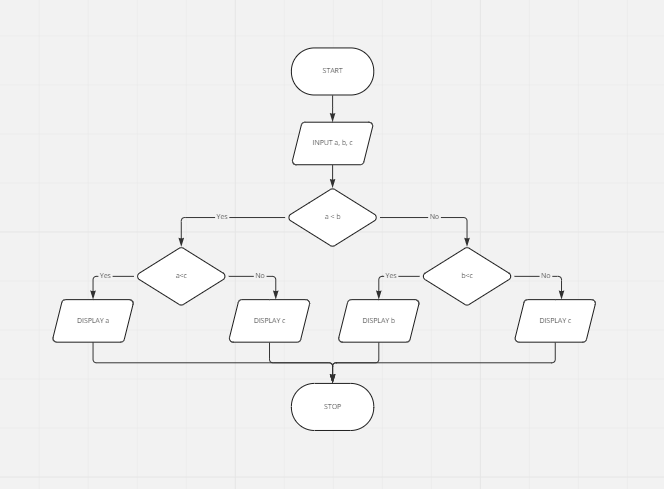 START
INPUT a, b, c
a < b
Yes
No
a<c
b<c
Yes
No
Yes
No
DISPLAY a
DISPLAY c
DISPLAY b
DISPLAY c
STOP